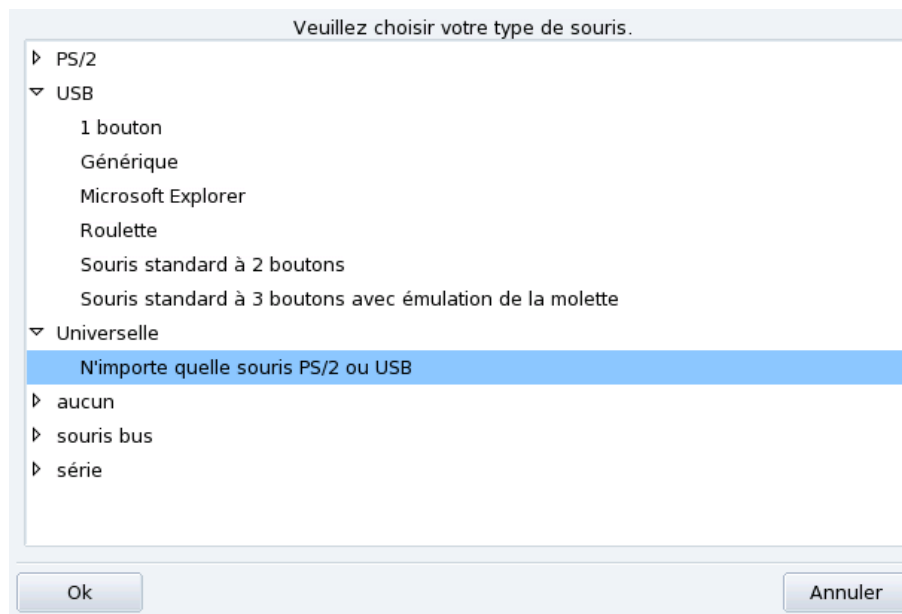 Veuillez choisir votre type de souris.
PS/2
USB
1 bouton
Générique
Microsoft Explorer
Roulette
Souris standard à 2 boutons
Souris standard à 3 boutons avec émulation de la molette
Universelle
N'importe quelle souris PS/2 ou USB
aucun
souris bus
série
Ok
Annuler